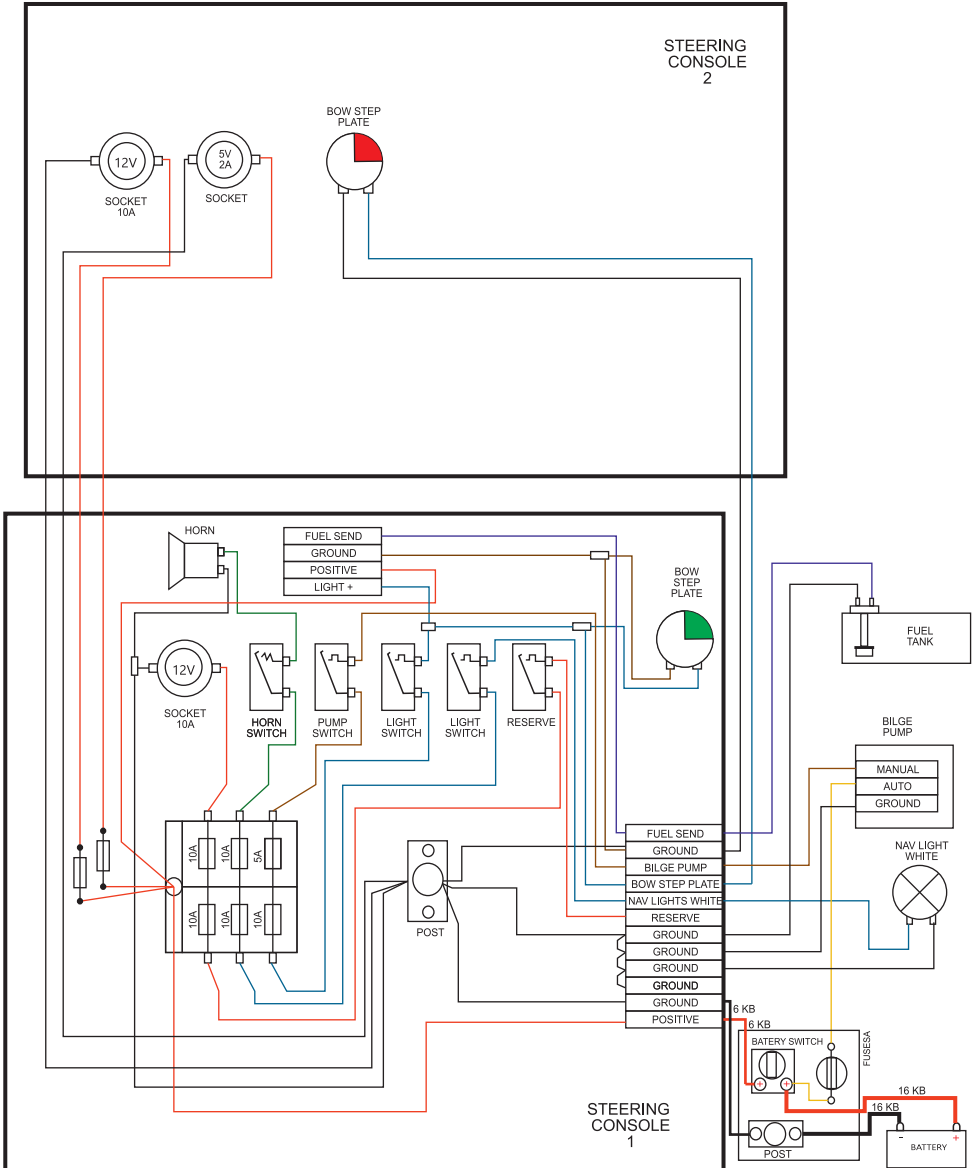 STEERING
CONSOLE
2
BOW STEP
PLATE
12V
SOCKET
10A
5V
2A
SOCKET
HORN
FUEL SEND
GROUND
POSITIVE
LIGHT +
BOW
STEP
PLATE
12V
SOCKET
10A
HORN
SWITCH
PUMP
SWITCH
LIGHT
SWITCH
LIGHT
SWITCH
RESERVE
FUEL
TANK
BILGE
PUMP
MANUAL
AUTO
GROUND
NAV LIGHT
WHITE
10A
10A
5A
10A
10A
10A
POST
FUEL SEND
GROUND
BILGE PUMP
BOW STEP PLATE
NAV LIGHTS WHITE
RESERVE
GROUND
GROUND
GROUND
GROUND
GROUND
POSITIVE
6 KB
6 KB
BATERY SWITCH
FUSE5A
16 KB
16 KB
POST
- +
BATTERY
STEERING
CONSOLE
1